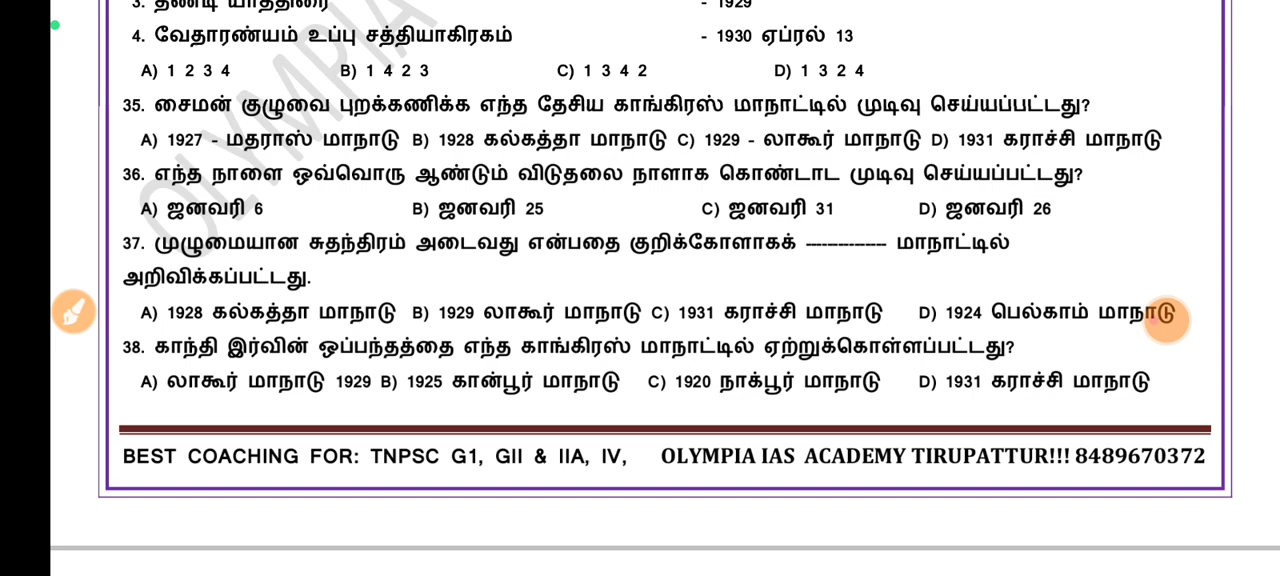 3. தண்டி யாத்திரை - 1929
4. வேதாரண்யம் உப்பு சத்தியாகிரகம் - 1930 ஏப்ரல் 13
A) 1 2 3 4 B) 1 4 2 3 C) 1 3 4 2 D) 1 3 2 4
35. சைமன் குழுவை புறக்கணிக்க எந்த தேசிய காங்கிரஸ் மாநாட்டில் முடிவு செய்யப்பட்டது?
A) 1927 - மதராஸ் மாநாடு B) 1928 கல்கத்தா மாநாடு C) 1929 - லாகூர் மாநாடு D) 1931 கராச்சி மாநாடு
36. எந்த நாளை ஒவ்வொரு ஆண்டும் விடுதலை நாளாக கொண்டாட முடிவு செய்யப்பட்டது?
A) ஜனவரி 6 B) ஜனவரி 25 C) ஜனவரி 31 D) ஜனவரி 26
37. முழுமையான சுதந்திரம் அடைவது என்பதை குறிக்கோளாகக் --------------- மாநாட்டில்
அறிவிக்கப்பட்டது.
A) 1928 கல்கத்தா மாநாடு B) 1929 லாகூர் மாநாடு C) 1931 கராச்சி மாநாடு D) 1924 பெல்காம் மாநாடு
38. காந்தி இர்வின் ஒப்பந்தத்தை எந்த காங்கிரஸ் மாநாட்டில் ஏற்றுக்கொள்ளப்பட்டது?
A) லாகூர் மாநாடு 1929 B) 1925 கான்பூர் மாநாடு C) 1920 நாக்பூர் மாநாடு D) 1931 கராச்சி மாநாடு
BEST COACHING FOR: TNPSC G1, GII & IIA, IV, OLYMPIA IAS ACADEMY TIRUPATTUR!!! 8489670372
OLYMPIA